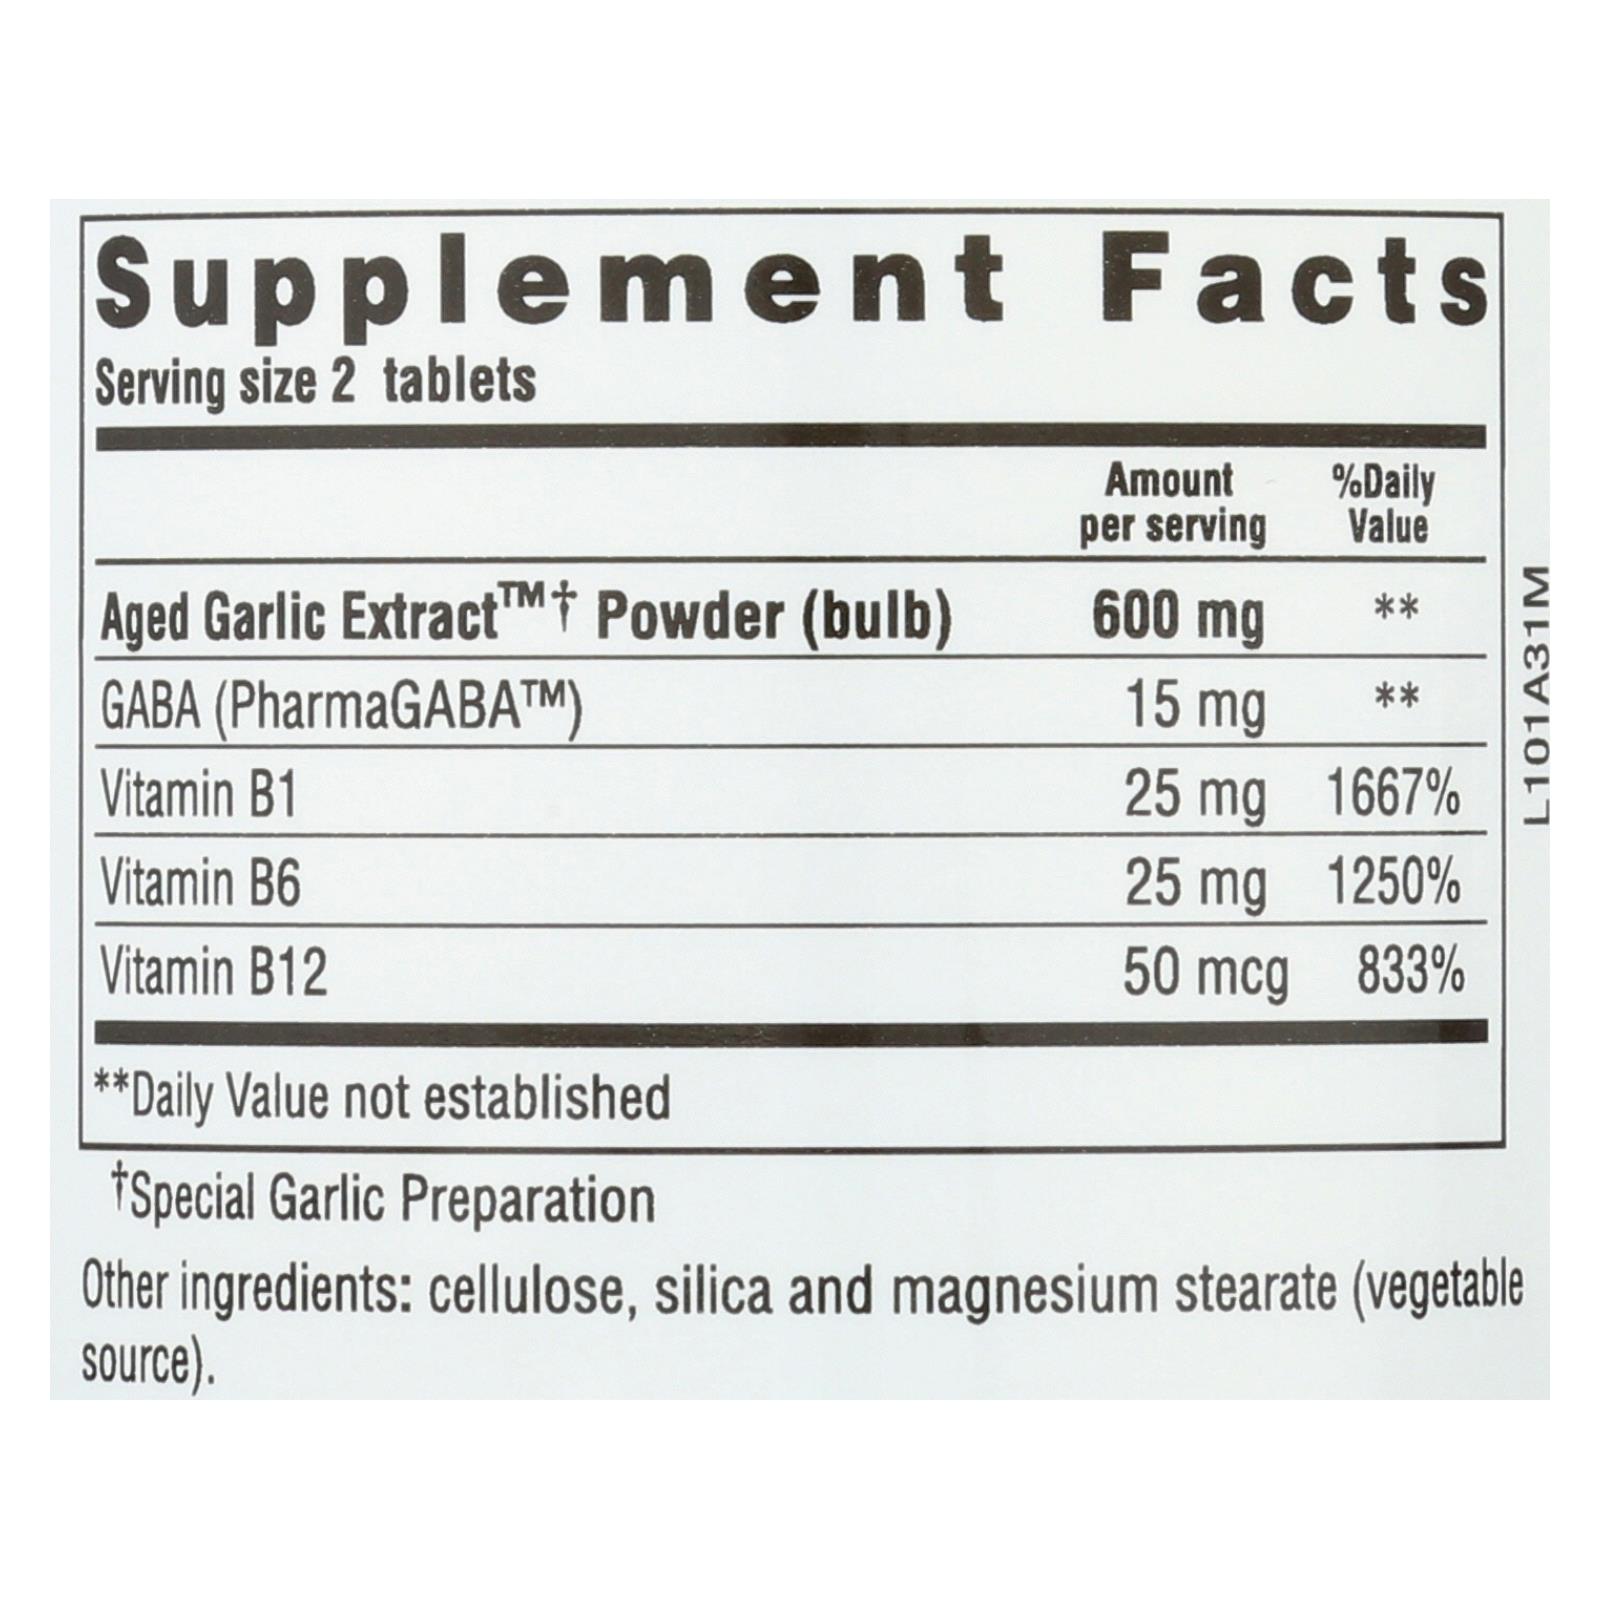 Supplement Facts
Serving size 2 tablets
Amount per serving %Daily Value
Aged Garlic Extract™† Powder (bulb) 600 mg **
GABA (PharmaGABA™) 15 mg **
Vitamin B1 25 mg 1667%
Vitamin B6 25 mg 1250%
Vitamin B12 50 mcg 833%
**Daily Value not established
†Special Garlic Preparation
Other ingredients: cellulose, silica and magnesium stearate (vegetable
source).
L101A31M